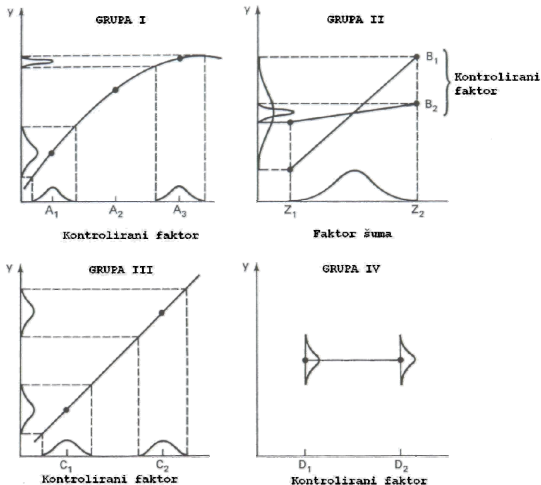 y
GRUPA I
A1
A2
A3
Kontrolirani faktor
y
GRUPA II
B1
B2
Kontrolirani
faktor
Z1
Z2
Faktor šuma
y
GRUPA III
C1
C2
Kontrolirani faktor
y
GRUPA IV
D1
D2
Kontrolirani faktor